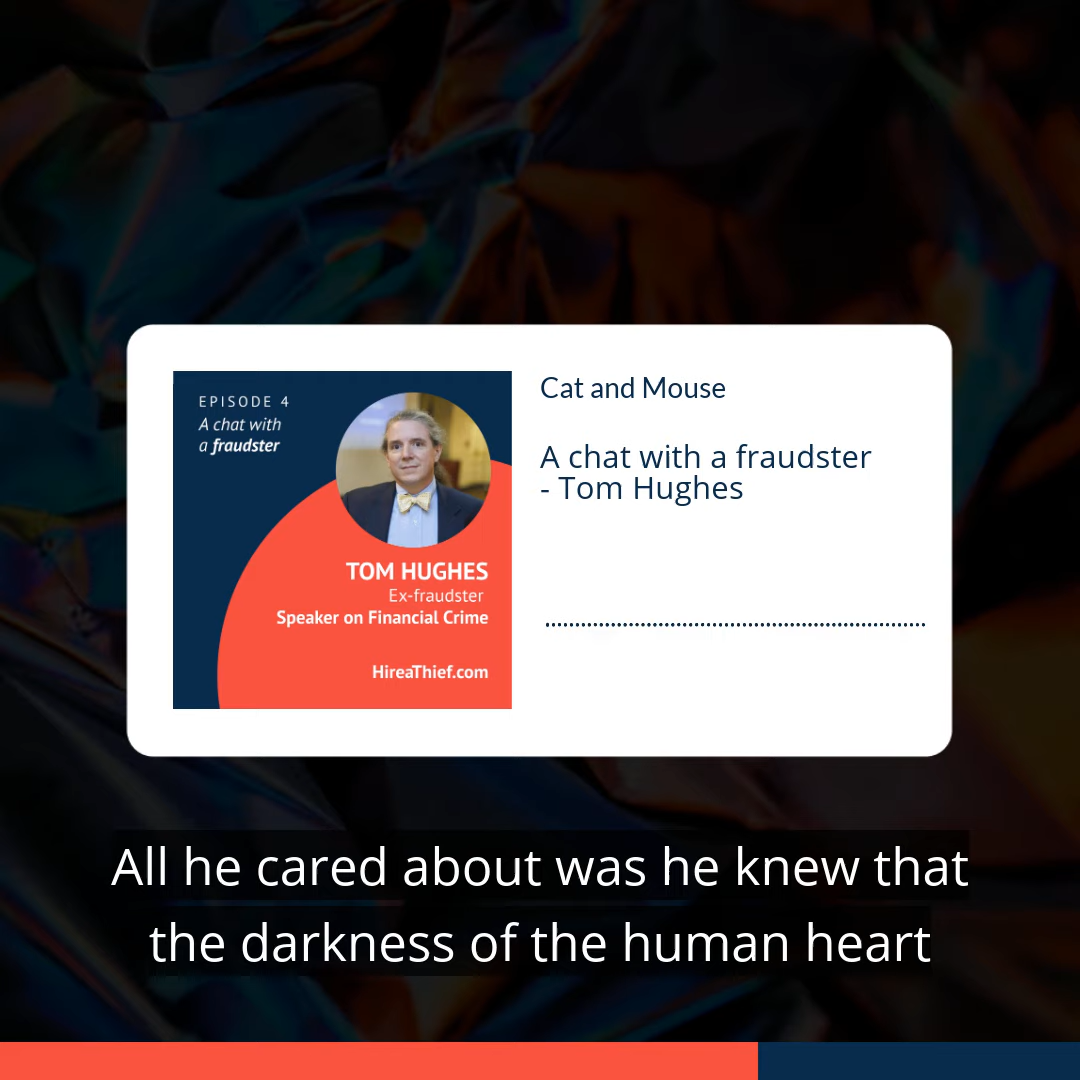 EPISODE 4
A chat with
a fraudster
TOM HUGHES
Ex-fraudster
Speaker on Financial Crime
HireaThief.com
Cat and Mouse
A chat with a fraudster
- Tom Hughes
All he cared about was he knew that
the darkness of the human heart